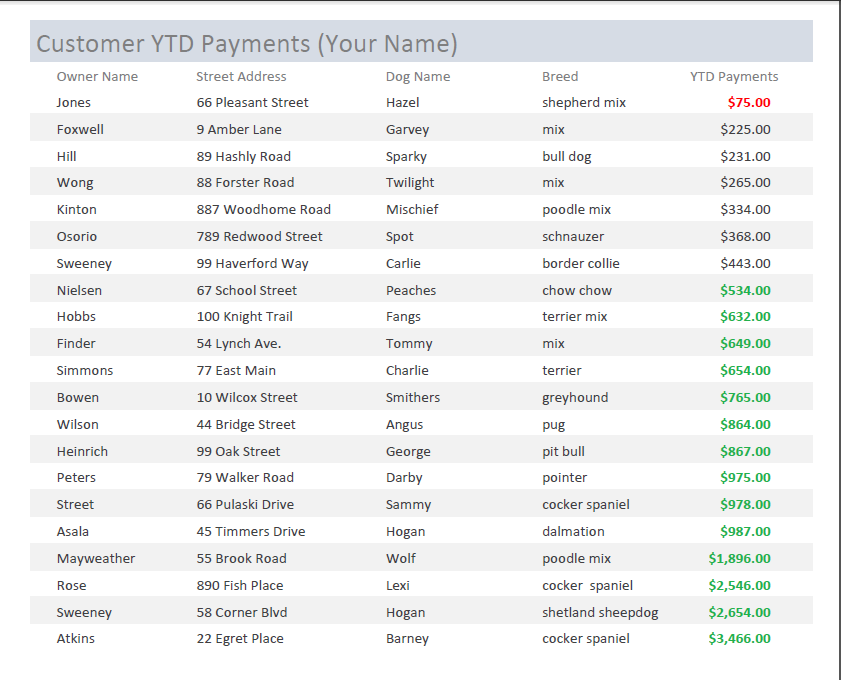 Customer YTD Payments (Your Name)
Owner Name Street Address Dog Name Breed YTD Payments
Jones 66 Pleasant Street Hazel shepherd mix $75.00
Foxwell 9 Amber Lane Garvey mix $225.00
Hill 89 Hashly Road Sparky bull dog $231.00
Wong 88 Forster Road Twilight mix $265.00
Kinton 887 Woodhome Road Mischief poodle mix $334.00
Osorio 789 Redwood Street Spot schnauzer $368.00
Sweeney 99 Haverford Way Carlie border collie $443.00
Nielsen 67 School Street Peaches chow chow $534.00
Hobbs 100 Knight Trail Fangs terrier mix $632.00
Finder 54 Lynch Ave. Tommy mix $649.00
Simmons 77 East Main Charlie terrier $654.00
Bowen 10 Wilcox Street Smithers greyhound $765.00
Wilson 44 Bridge Street Angus pug $864.00
Heinrich 99 Oak Street George pit bull $867.00
Peters 79 Walker Road Darby pointer $975.00
Street 66 Pulaski Drive Sammy cocker spaniel $978.00
Asala 45 Timmers Drive Hogan dalmation $987.00
Mayweather 55 Brook Road Wolf poodle mix $1,896.00
Rose 890 Fish Place Lexi cocker  spaniel $2,546.00
Sweeney 58 Corner Blvd Hogan shetland sheepdog $2,654.00
Atkins 22 Egret Place Barney cocker spaniel $3,466.00